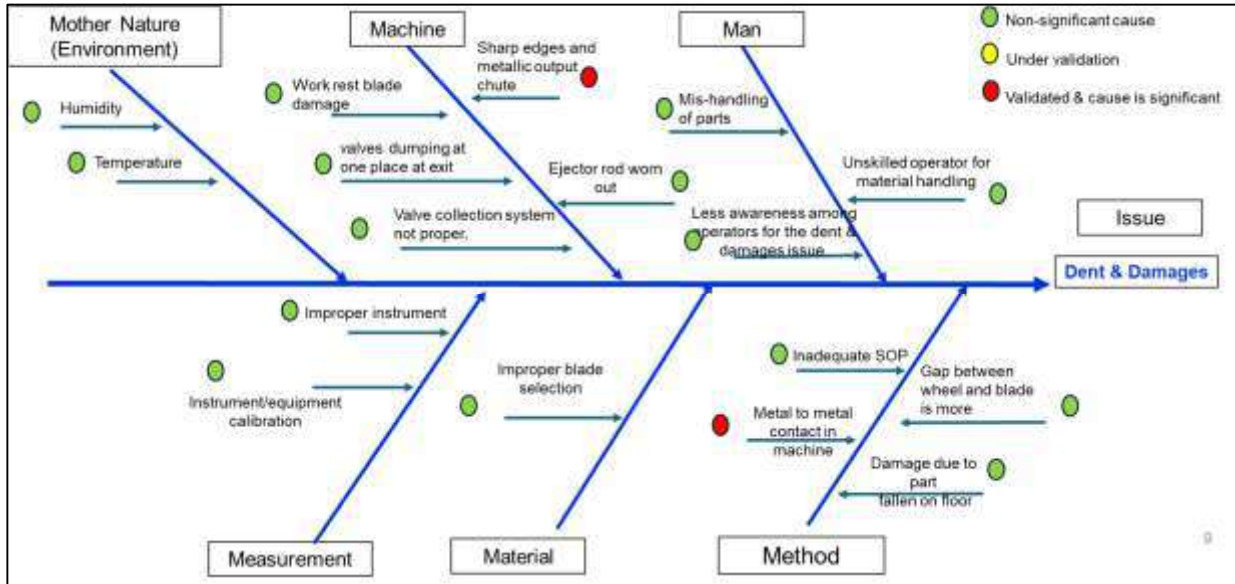 Mother Nature
(Environment)
Machine
Man
Non-significant cause
Under validation
Validated & cause is significant
Humidity
Temperature
Work rest blade
damage
Sharp edges and
metallic output
chute
valves dumping at
one place at exit
Ejector rod worn
out
Valve collection system
not proper.
Mis-handling
of parts
Unskilled operator for
material handling
Less awareness among
operators for the dent &
damages issue
Issue
Dent & Damages
Improper instrument
Instrument/equipment
calibration
Improper blade
selection
Inadequate SOP
Gap between
wheel and blade
is more
Metal to metal
contact in
machine
Damage due to
part
fallen on floor
Measurement
Material
Method
9